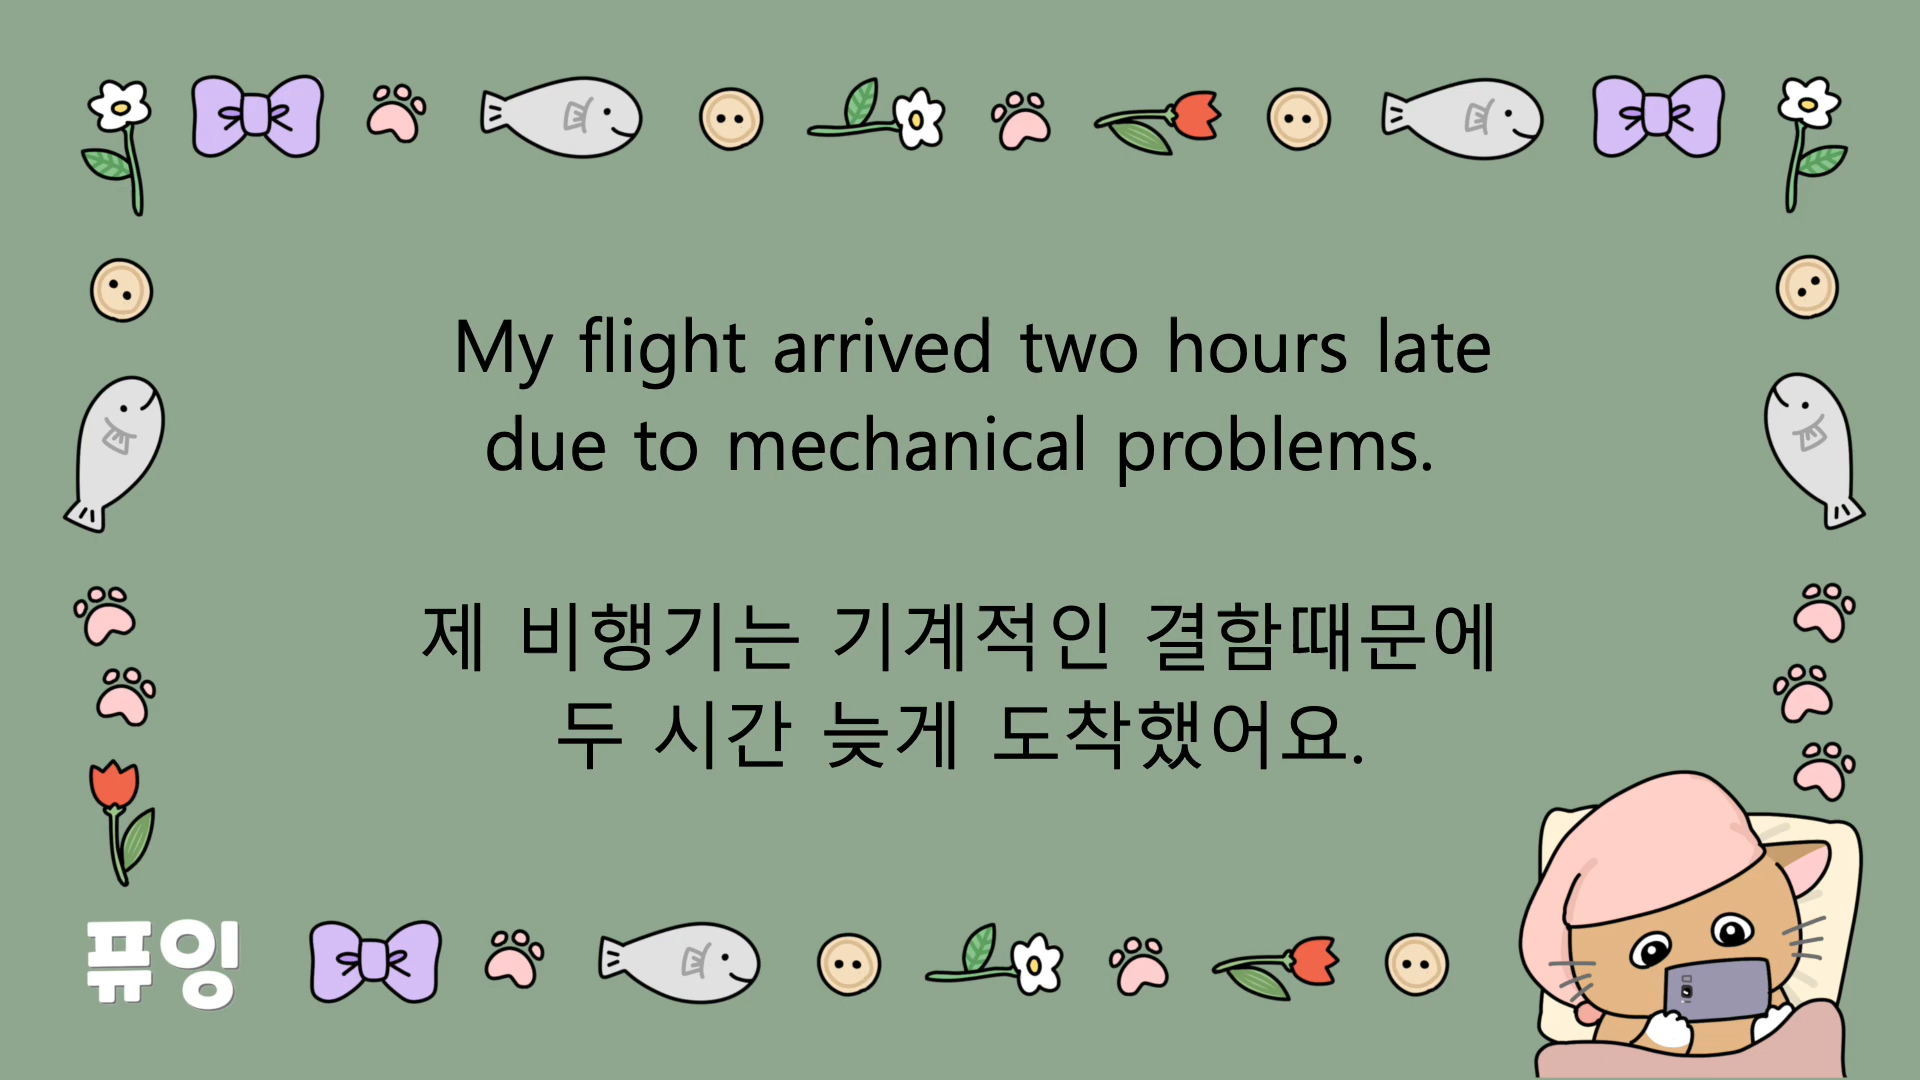 My flight arrived two hours late
due to mechanical problems.
제 비행기는 기계적인 결함때문에
두 시간 늦게 도착했어요.
퓨잉